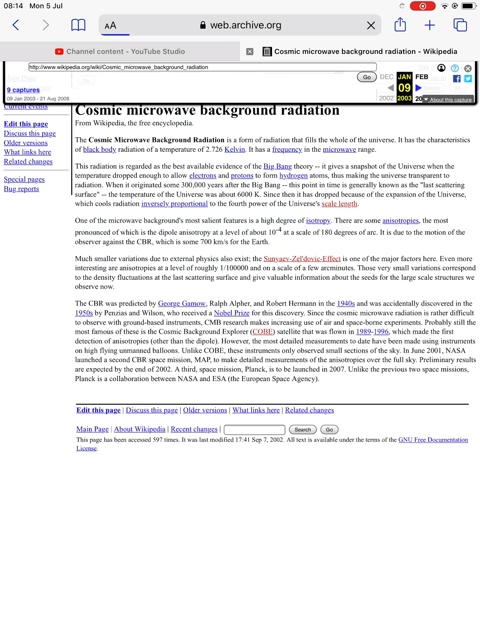 08:14 Mon 5 Jul
AA
web.archive.org
Channel content - YouTube Studio
Cosmic microwave background radiation - Wikipedia
http://www.wikipedia.org/wiki/Cosmic_microwave_background_radiation
Go
DEC JAN FEB
9 captures
09
09 Jan 2003 - 21 Aug 2008
2002 2003
About this capture
Cosmic microwave background radiation
Current events
From Wikipedia, the free encyclopedia.
Edit this page
Discuss this page
Older versions
What links here
Related changes
Special pages
Bug reports
The Cosmic Microwave Background Radiation is a form of radiation that fills the whole of the universe. It has the characteristics
of black body radiation of a temperature of 2.726 Kelvin. It has a frequency in the microwave range.
This radiation is regarded as the best available evidence of the Big Bang theory -- it gives a snapshot of the Universe when the
temperature dropped enough to allow electrons and protons to form hydrogen atoms, thus making the universe transparent to
radiation. When it originated some 300,000 years after the Big Bang -- this point in time is generally known as the "last scattering
surface" -- the temperature of the Universe was about 6000 K. Since then it has dropped because of the expansion of the Universe,
which cools radiation inversely proportional to the fourth power of the Universe's scale length.
One of the microwave background's most salient features is a high degree of isotropy. There are some anisotropies, the most
pronounced of which is the dipole anisotropy at a level of about 10-4 at a scale of 180 degrees of arc. It is due to the motion of the
observer against the CBR, which is some 700 km/s for the Earth.
Much smaller variations due to external physics also exist; the Sunyaev-Zel'dovic-Effect is one of the major factors here. Even more
interesting are anisotropies at a level of roughly 1/100000 and on a scale of a few arcminutes. Those very small variations correspond
to the density fluctuations at the last scattering surface and give valuable information about the seeds for the large scale structures we
observe now.
The CBR was predicted by George Gamow, Ralph Alpher, and Robert Hermann in the 1940s and was accidentally discovered in the
1950s by Penzias and Wilson, who received a Nobel Prize for this discovery. Since the cosmic microwave radiation is rather difficult
to observe with ground-based instruments, CMB research makes increasing use of air and space-borne experiments. Probably still the
most famous of these is the Cosmic Background Explorer (COBE) satellite that was flown in 1989-1996, which made the first
detection of anisotropies (other than the dipole). However, the most detailed measurements to date have been made using instruments
on high flying unmanned balloons. Unlike COBE, these instruments only observed small sections of the sky. In June 2001, NASA
launched a second CBR space mission, MAP, to make detailed measurements of the anisotropies over the full sky. Preliminary results
are expected by the end of 2002. A third, space mission, Planck, is to be launched in 2007. Unlike the previous two space missions,
Planck is a collaboration between NASA and ESA (the European Space Agency).
Edit this page | Discuss this page | Older versions | What links here | Related changes
Main Page | About Wikipedia | Recent changes | Search Go
This page has been accessed 597 times. It was last modified 17:41 Sep 7, 2002. All text is available under the terms of the GNU Free Documentation
License.